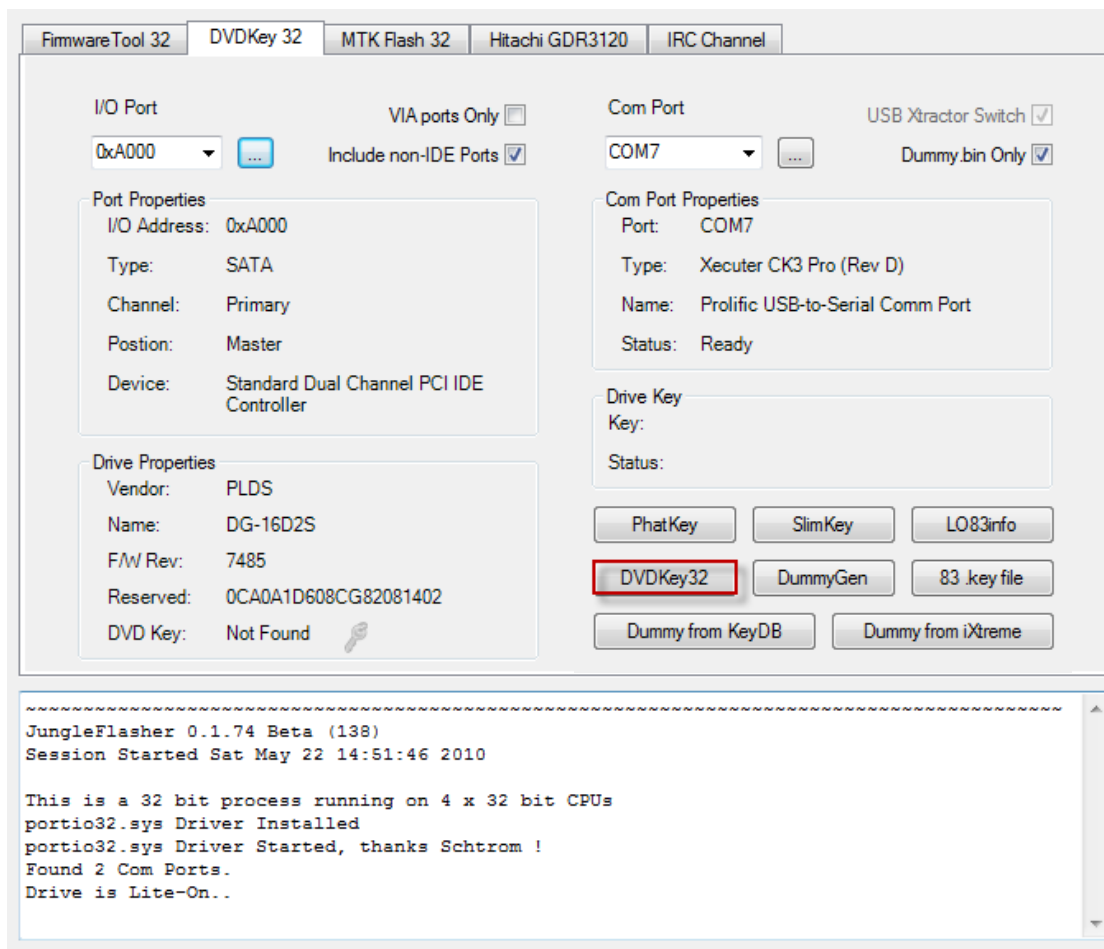 FirmwareTool 32
DVDKey 32
MTK Flash 32
Hitachi GDR3120
IRC Channel
I/O Port
VIA ports Only
0xA000
...
Include non-IDE Ports
Port Properties
I/O Address: 0xA000
Type: SATA
Channel: Primary
Postion: Master
Device: Standard Dual Channel PCI IDE
Controller
Drive Properties
Vendor: PLDS
Name: DG-16D2S
F/W Rev: 7485
Reserved: 0CA0A1D608CG82081402
DVD Key: Not Found
Com Port
USB Xtractor Switch
COM7
...
Dummy.bin Only
Com Port Properties
Port: COM7
Type: Xecuter CK3 Pro (Rev D)
Name: Prolific USB-to-Serial Comm Port
Status: Ready
Drive Key
Key:
Status:
PhatKey
SlimKey
LO83info
DVDKey32
DummyGen
83 .key file
Dummy from KeyDB
Dummy from iXtreme
~~~~~~~~~~~~~~~~~~~~~~~~~~~~~~~~~~~~~~~~~~~~~~~~~~~~~~~~~~~~~~~~~~~~~~~~~~~~~~~~~~~~~~~~~~
JungleFlasher 0.1.74 Beta (138)
Session Started Sat May 22 14:51:46 2010
This is a 32 bit process running on 4 x 32 bit CPUs
portio32.sys Driver Installed
portio32.sys Driver Started, thanks Schtrom !
Found 2 Com Ports.
Drive is Lite-On..